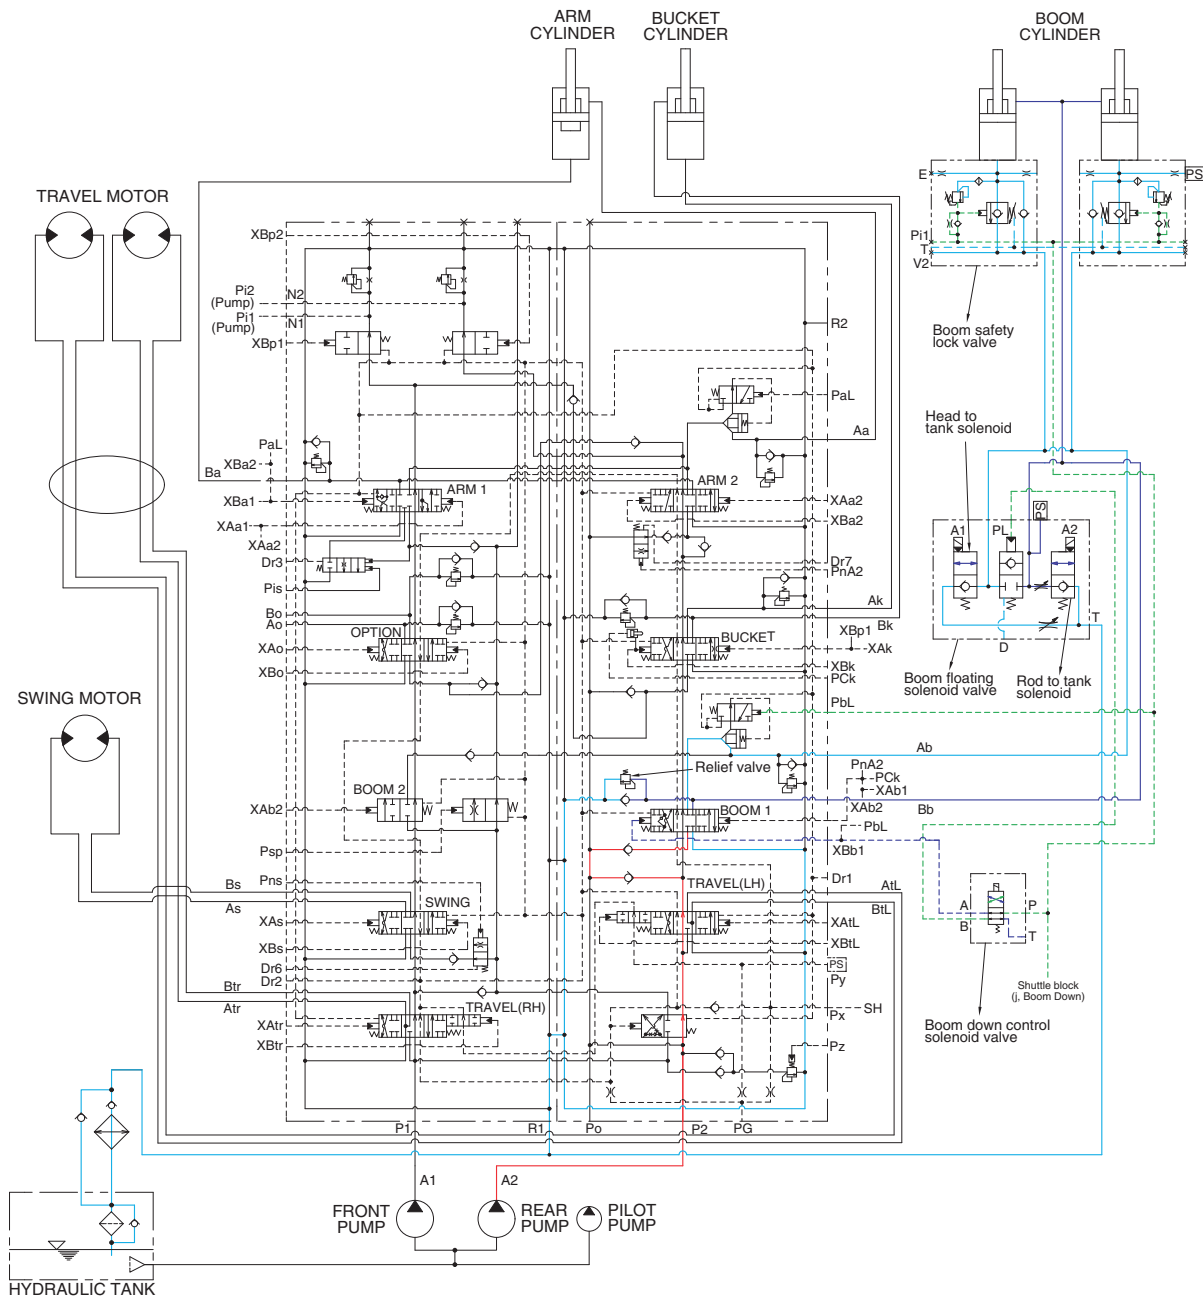 ARM
CYLINDER
BUCKET
CYLINDER
BOOM
CYLINDER
TRAVEL MOTOR
E
PS
Pi1
T
V2
Boom safety
lock valve
XBp2
Pi2
(Pump)
N2
Pi1
(Pump)
N1
XBp1
R2
PaL
Aa
Head to
tank solenoid
PaL
XBa2
Ba
XBa1
ARM 1
ARM 2
XAa2
XBa2
XAa1
XAa2
Dr3
Pis
Dr7
PnA2
PS
A1
PL
A2
T
D
Boom floating
solenoid valve
Rod to tank
solenoid
Bo
Ao
OPTION
XAo
XBo
Ak
Bk
BUCKET
XBp1
XAk
XBk
PCk
PbL
SWING MOTOR
Ab
Relief valve
PnA2
PCk
XAb1
XAb2
BOOM 2
BOOM 1
XAb2
Bb
PbL
XBb1
Psp
Pns
Bs
As
SWING
XAs
XBs
Dr6
Dr2
Dr1
TRAVEL(LH)
AtL
BtL
XAtL
XBtL
PS
Py
A
B
P
T
Btr
Atr
TRAVEL(RH)
XAtr
XBtr
SH
Px
Pz
Shuttle block
(j, Boom Down)
Boom down control
solenoid valve
P1
R1
Po
P2
PG
A1
A2
FRONT
PUMP
REAR
PUMP
PILOT
PUMP
HYDRAULIC TANK